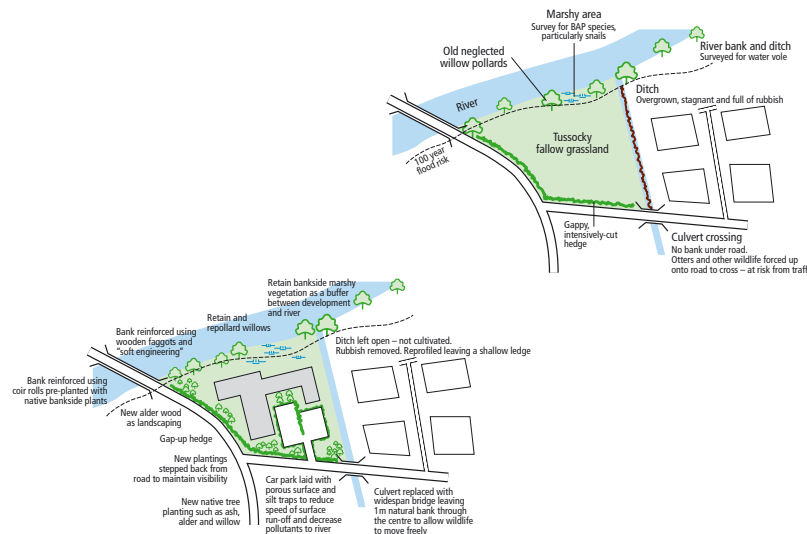 Marshy area
Survey for BAP species,
particularly snails
Old neglected
willow pollards
River bank and ditch
Surveyed for water vole
River
Ditch
Overgrown, stagnant and full of rubbish
Tussocky
fallow grassland
100 year
flood risk
Gappy,
intensively-cut
hedge
Culvert crossing
No bank under road.
Otters and other wildlife forced up
onto road to cross – at risk from traff
Retain bankside marshy
vegetation as a buffer
between development
and river
Retain and
repollard willows
Bank reinforced using
wooden faggots and
"soft engineering"
Ditch left open – not cultivated.
Rubbish removed. Reprofiled leaving a shallow ledge
Bank reinforced using
coir rolls pre-planted with
native bankside plants
New alder wood
as landscaping
Gap-up hedge
New plantings
stepped back from
road to maintain visibility
New native tree
planting such as ash,
alder and willow
Car park laid with
porous surface and
silt traps to reduce
speed of surface
run-off and decrease
pollutants to river
Culvert replaced with
widespan bridge leaving
1m natural bank through
the centre to allow wildlife
to move freely